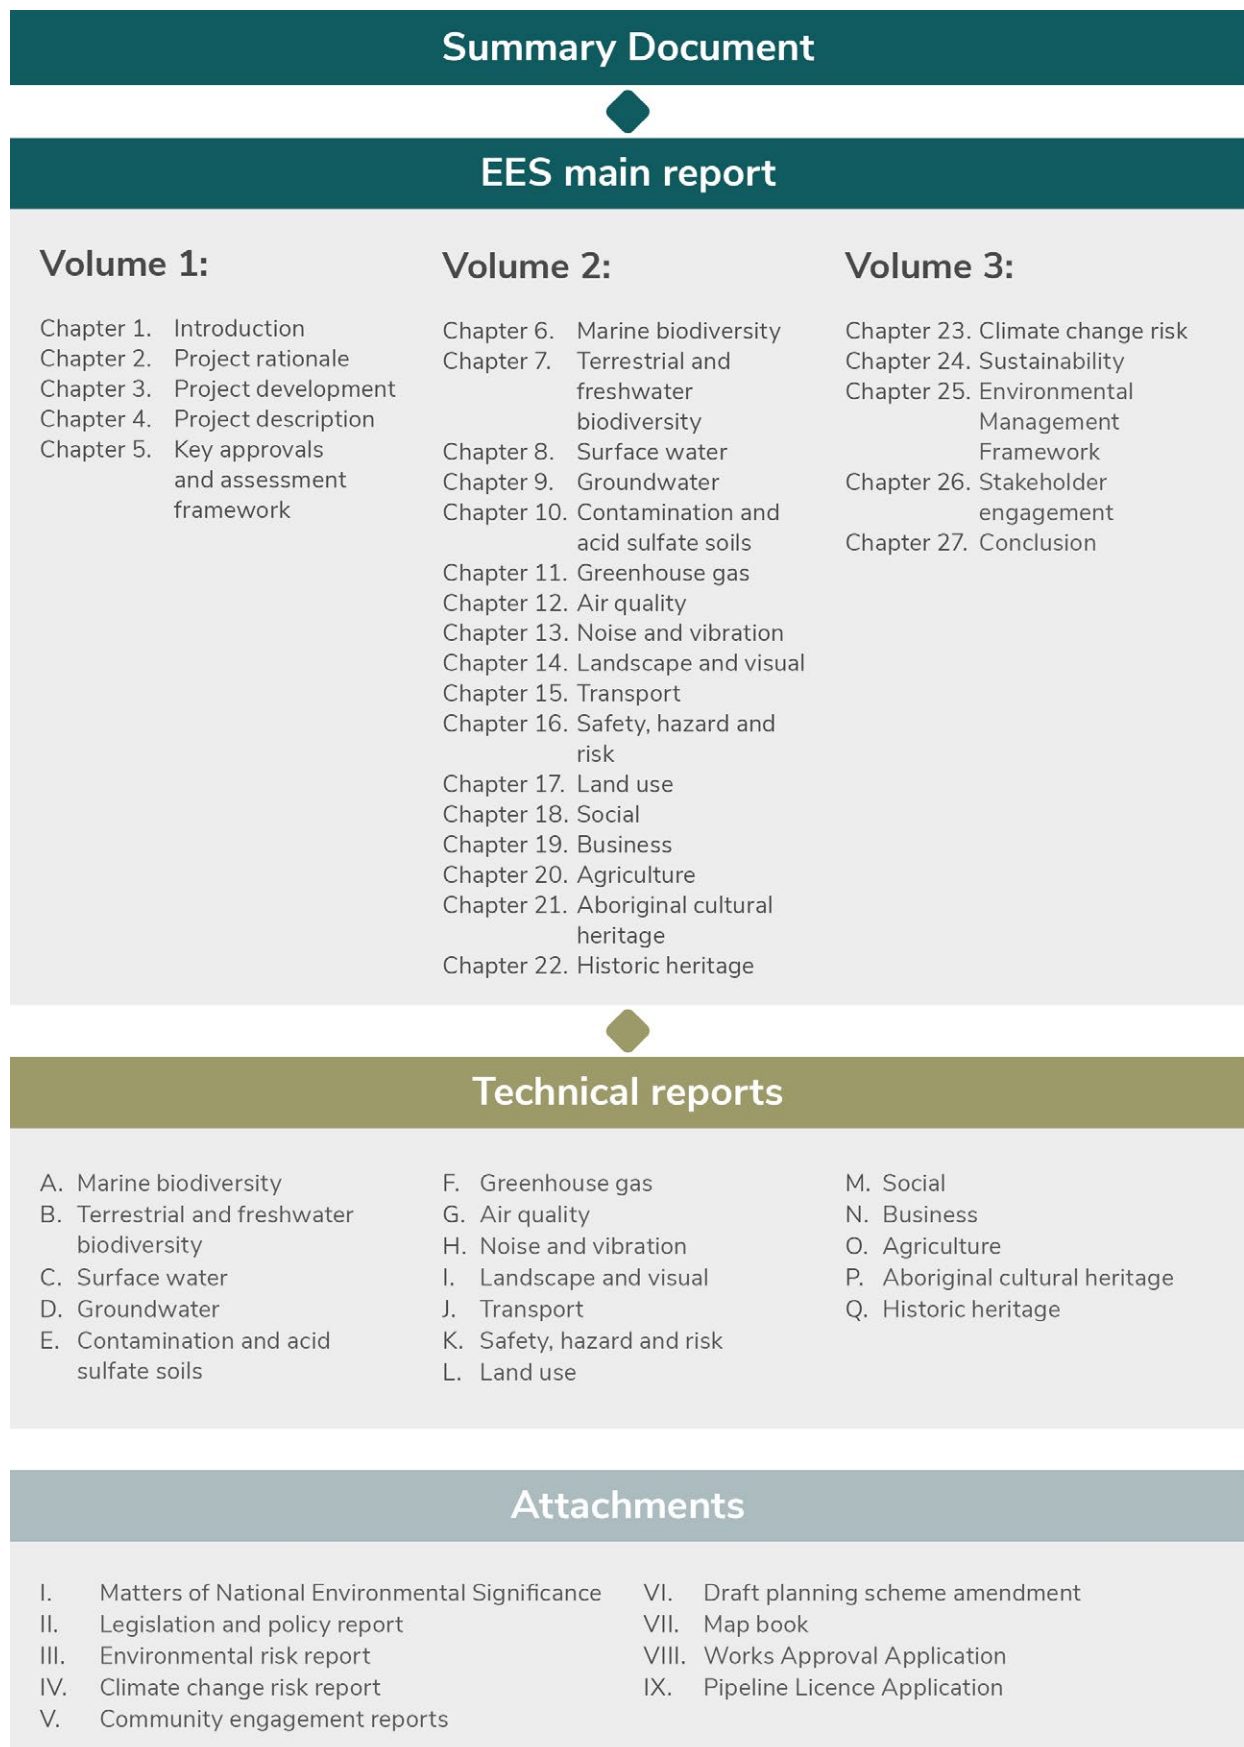 Summary Document
EES main report
Volume 1:
Chapter 1. Introduction
Chapter 2. Project rationale
Chapter 3. Project development
Chapter 4. Project description
Chapter 5. Key approvals
and assessment
framework
Volume 2:
Chapter 6. Marine biodiversity
Chapter 7. Terrestrial and
freshwater
biodiversity
Chapter 8. Surface water
Chapter 9. Groundwater
Chapter 10. Contamination and
acid sulfate soils
Chapter 11. Greenhouse gas
Chapter 12. Air quality
Chapter 13. Noise and vibration
Chapter 14. Landscape and visual
Chapter 15. Transport
Chapter 16. Safety, hazard and
risk
Chapter 17. Land use
Chapter 18. Social
Chapter 19. Business
Chapter 20. Agriculture
Chapter 21. Aboriginal cultural
heritage
Chapter 22. Historic heritage
Volume 3:
Chapter 23. Climate change risk
Chapter 24. Sustainability
Chapter 25. Environmental
Management
Framework
Chapter 26. Stakeholder
engagement
Chapter 27. Conclusion
Technical reports
A. Marine biodiversity
B. Terrestrial and freshwater
biodiversity
C. Surface water
D. Groundwater
E. Contamination and acid
sulfate soils
F. Greenhouse gas
G. Air quality
H. Noise and vibration
I. Landscape and visual
J. Transport
K. Safety, hazard and risk
L. Land use
M. Social
N. Business
O. Agriculture
P. Aboriginal cultural heritage
Q. Historic heritage
Attachments
I. Matters of National Environmental Significance
II. Legislation and policy report
III. Environmental risk report
IV. Climate change risk report
V. Community engagement reports
VI. Draft planning scheme amendment
VII. Map book
VIII. Works Approval Application
IX. Pipeline Licence Application